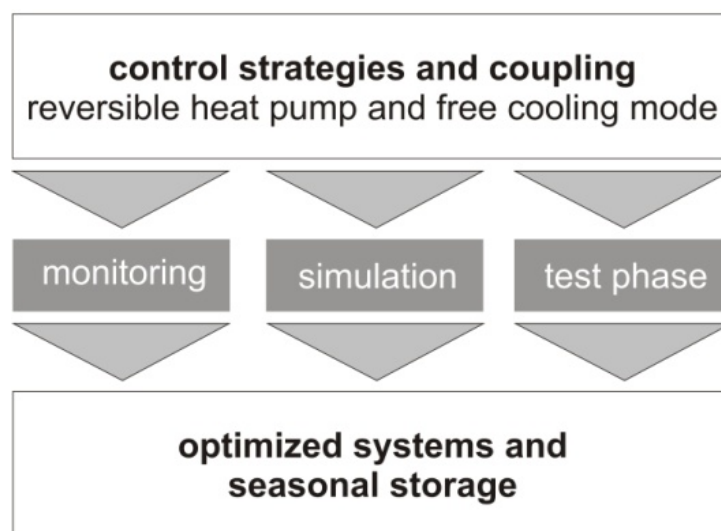 control strategies and coupling
reversible heat pump and free cooling mode
monitoring
simulation
test phase
optimized systems and
seasonal storage